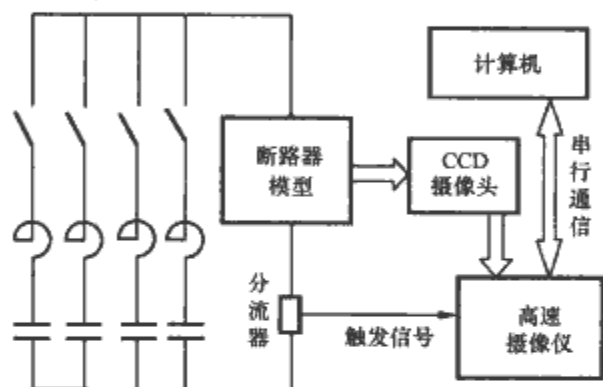 计算机
断路器
模型
CCD
摄像头
串行通信
分流器
触发信号
高速
摄像仪